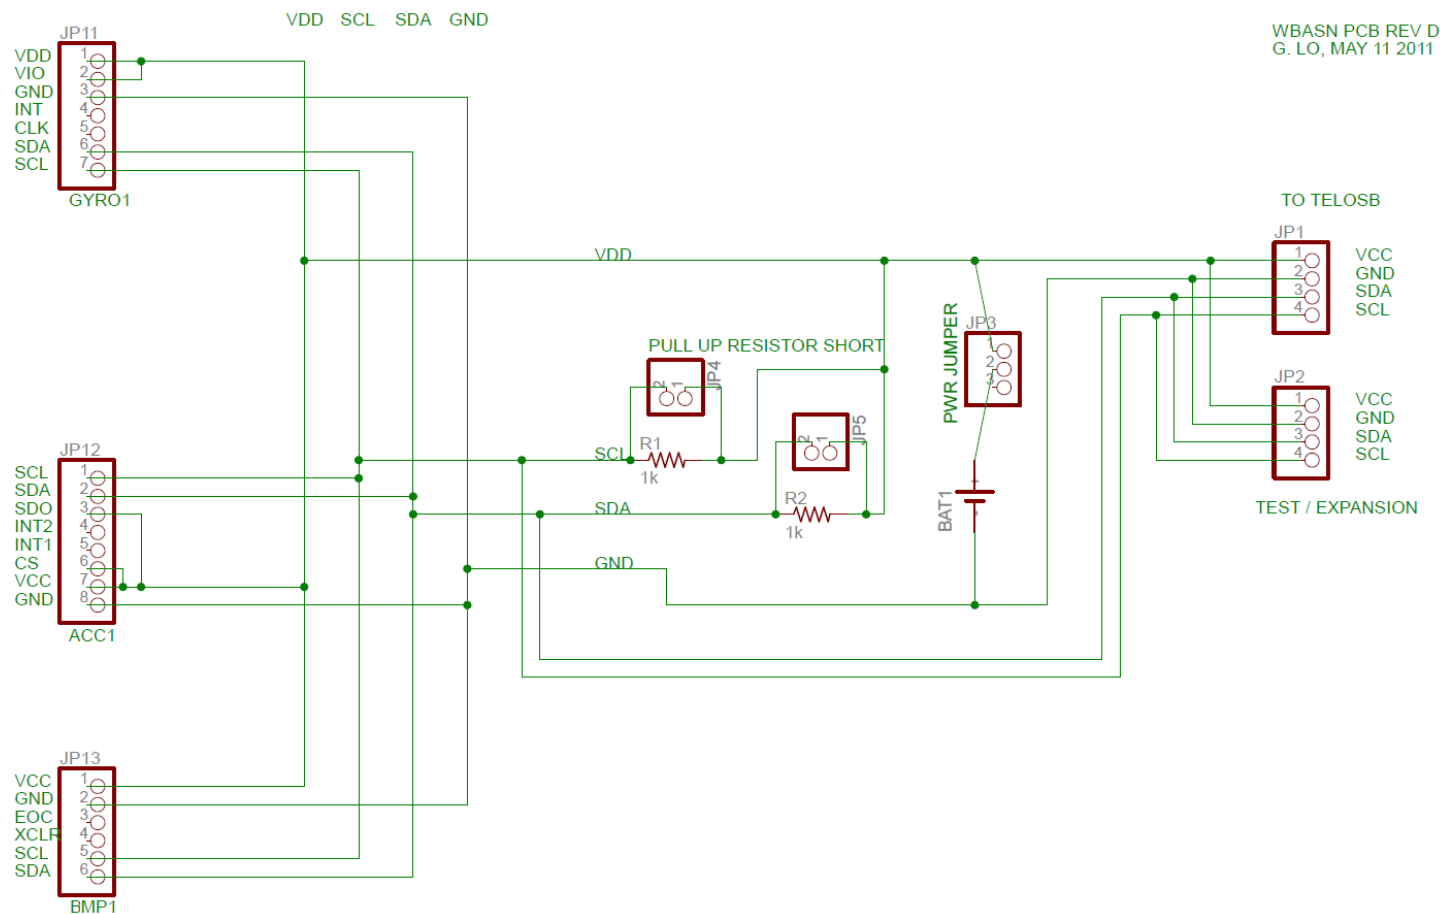 VDD SCL SDA GND
WBASN PCB REV D
G. LO, MAY 11 2011
JP11
VDD 1
VIO 2
GND 3
INT 4
CLK 5
SDA 6
SCL 7
GYRO1
TO TELOSB
JP1
1 VCC
2 GND
3 SDA
4 SCL
VDD
JP3
1
2
3
PWR JUMPER
PULL UP RESISTOR SHORT
JP4
2 1
JP5
2 1
JP2
1 VCC
2 GND
3 SDA
4 SCL
TEST / EXPANSION
SCL
R1
1k
SDA
R2
1k
BAT1
+
-
GND
JP12
SCL 1
SDA 2
SDO 3
INT2 4
INT1 5
CS 6
VCC 7
GND 8
ACC1
JP13
VCC 1
GND 2
EOC 3
XCLR 4
SCL 5
SDA 6
BMP1